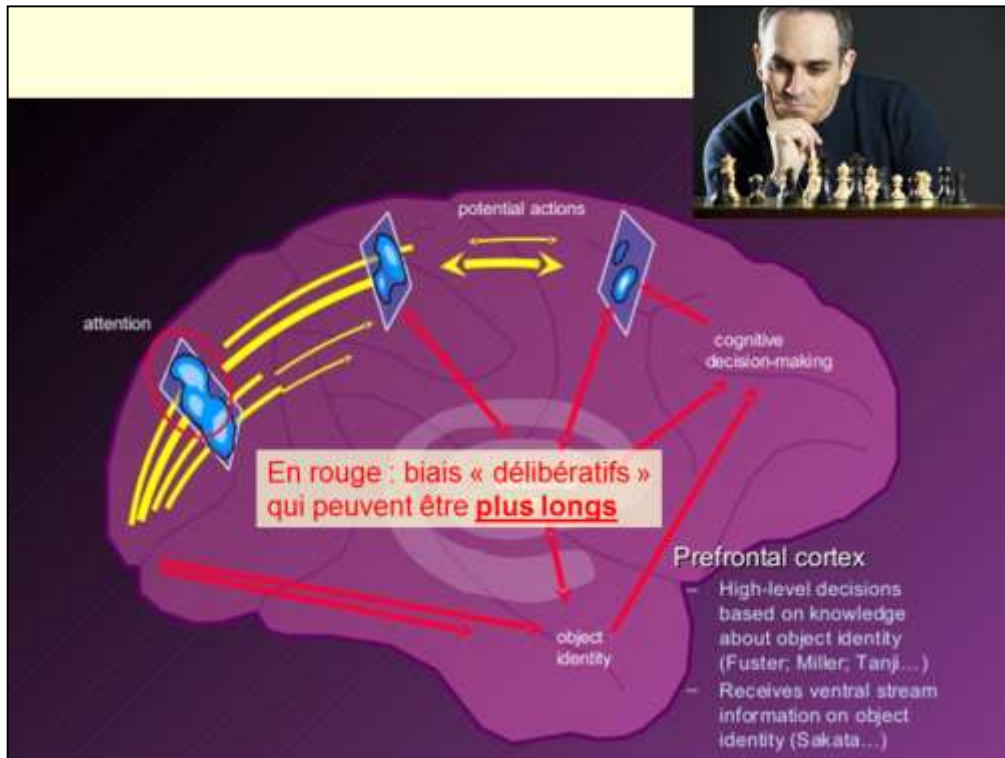 potential actions
attention
cognitive
decision-making
En rouge : biais « délibératifs »
qui peuvent être plus longs
Prefrontal cortex
– High-level decisions
based on knowledge
about object identity
(Fuster; Miller; Tanji…)
– Receives ventral stream
information on object
identity (Sakata…)
object
identity